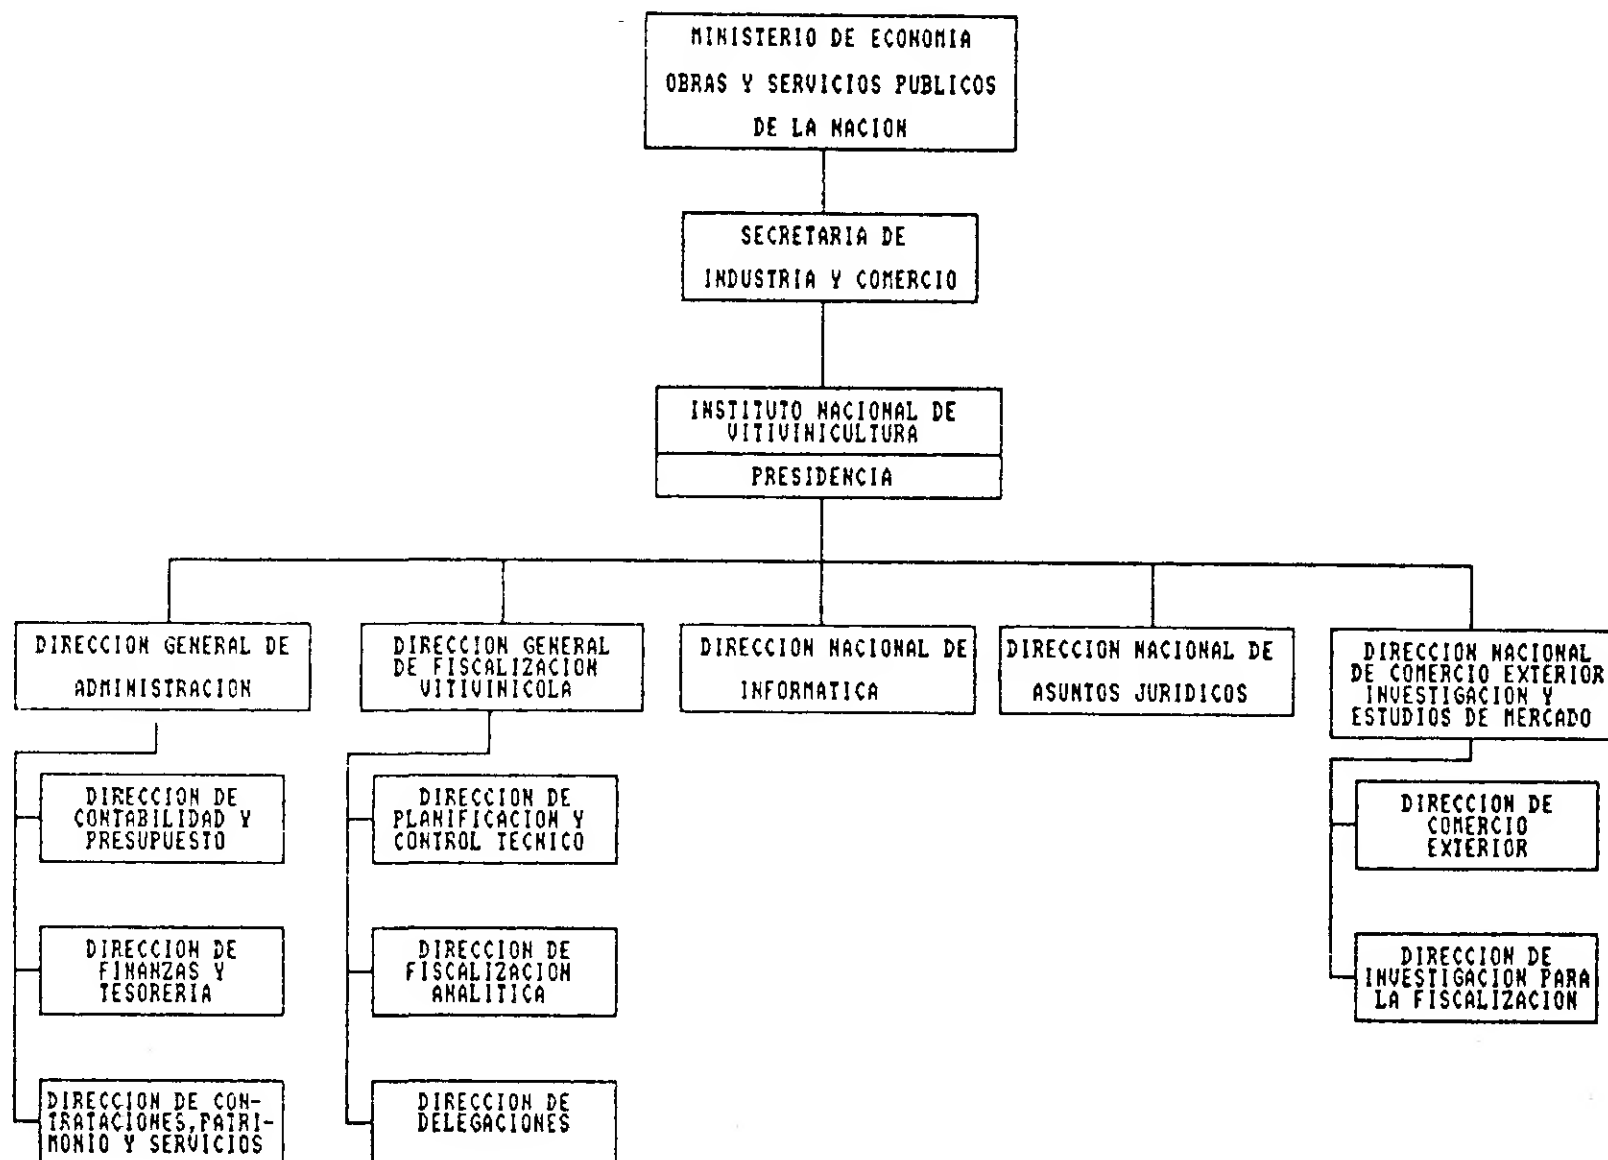 MINISTERIO DE ECONOMIA
OBRAS Y SERVICIOS PUBLICOS
DE LA NACION
SECRETARIA DE
INDUSTRIA Y COMERCIO
INSTITUTO NACIONAL DE
VITIVINICULTURA
PRESIDENCIA
DIRECCION GENERAL DE
ADMINISTRACION
DIRECCION GENERAL
DE FISCALIZACION
VITIVINICOLA
DIRECCION NACIONAL DE
INFORMATICA
DIRECCION NACIONAL DE
ASUNTOS JURIDICOS
DIRECCION NACIONAL
DE COMERCIO EXTERIOR
INVESTIGACION Y
ESTUDIOS DE MERCADO
DIRECCION DE
CONTABILIDAD Y
PRESUPUESTO
DIRECCION DE
PLANIFICACION Y
CONTROL TECNICO
DIRECCION DE
COMERCIO
EXTERIOR
DIRECCION DE
FINANZAS Y
TESORERIA
DIRECCION DE
FISCALIZACION
ANALITICA
DIRECCION DE
INVESTIGACION PARA
LA FISCALIZACION
DIRECCION DE CON-
TRATACIONES,PATRI-
MONIO Y SERVICIOS
DIRECCION DE
DELEGACIONES